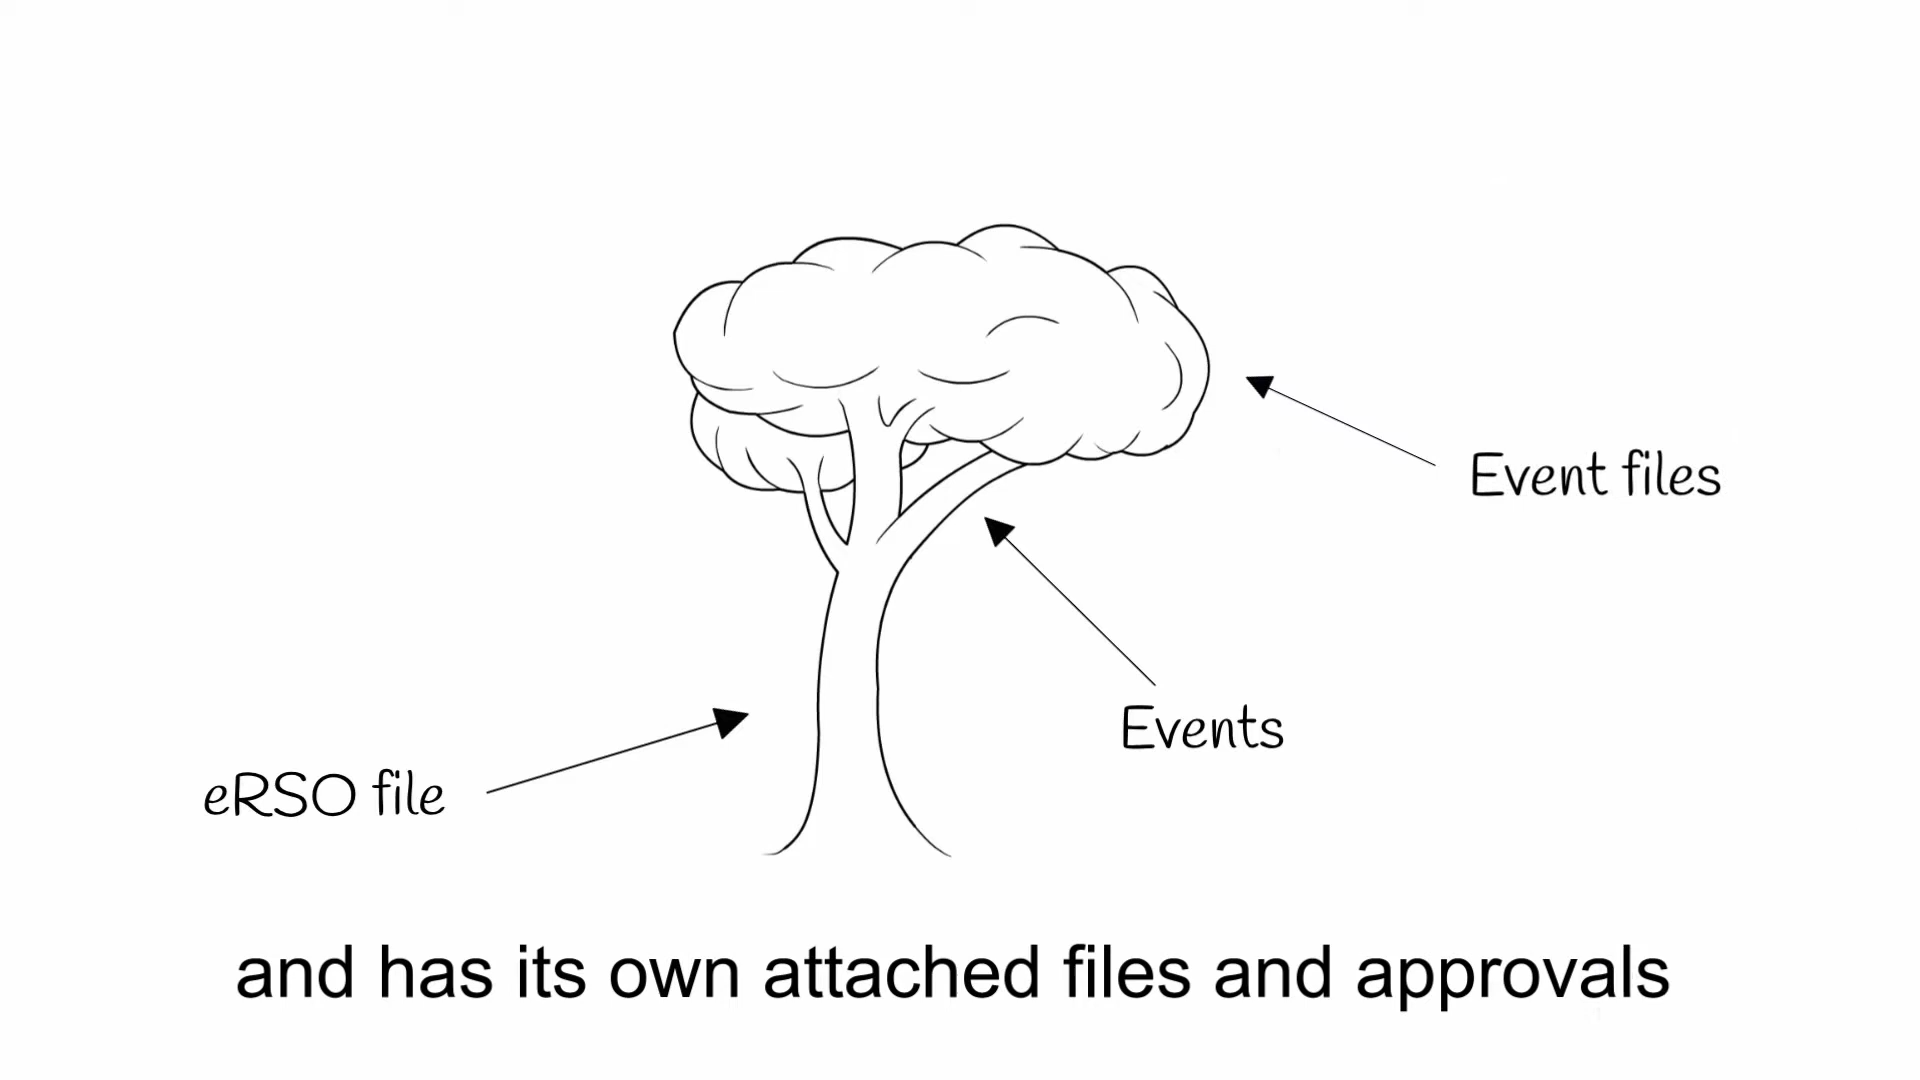 Event files
Events
eRSO file
and has its own attached files and approvals